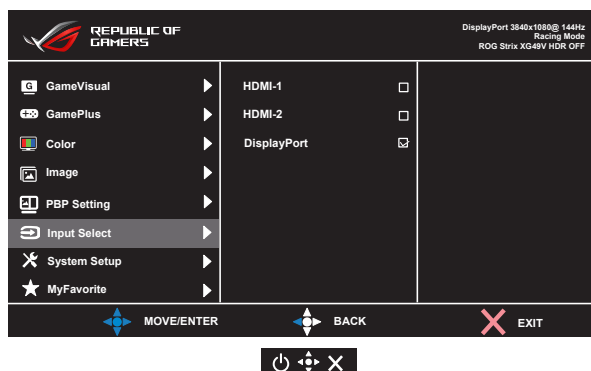 REPUBLIC OF
GAMERS
DisplayPort 3840x1080@ 144Hz
Racing Mode
ROG Strix XG49V HDR OFF
G GameVisual
GamePlus
Color
Image
PBP Setting
Input Select
System Setup
MyFavorite
HDMI-1
HDMI-2
DisplayPort
MOVE/ENTER
BACK
EXIT